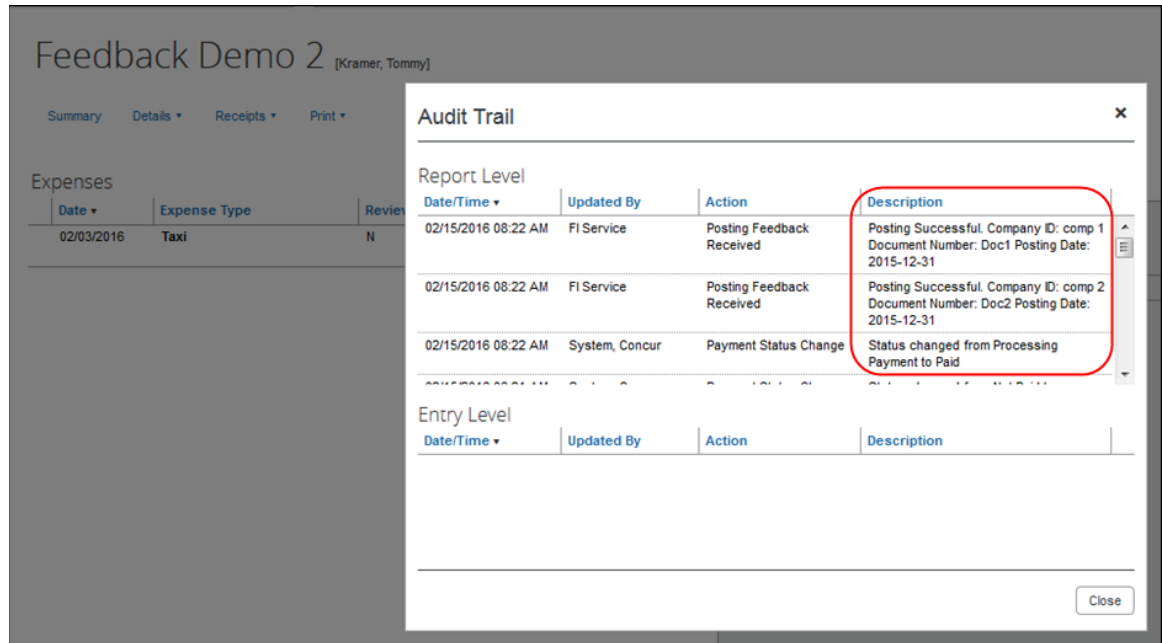 Feedback Demo 2 [Kramer, Tommy]
Summary Details Receipts Print
Audit Trail
Expenses
Date Expense Type
02/03/2016 Taxi N
Report Level
Date/Time Updated By Action Description
02/15/2016 08:22 AM FI Service Posting Feedback Received Posting Successful. Company ID: comp 1
Document Number: Doc1 Posting Date:
2015-12-31
02/15/2016 08:22 AM FI Service Posting Feedback Received Posting Successful. Company ID: comp 2
Document Number: Doc2 Posting Date:
2015-12-31
02/15/2016 08:22 AM System, Concur Payment Status Change Status changed from Processing
Payment to Paid
Entry Level
Date/Time Updated By Action Description
Close